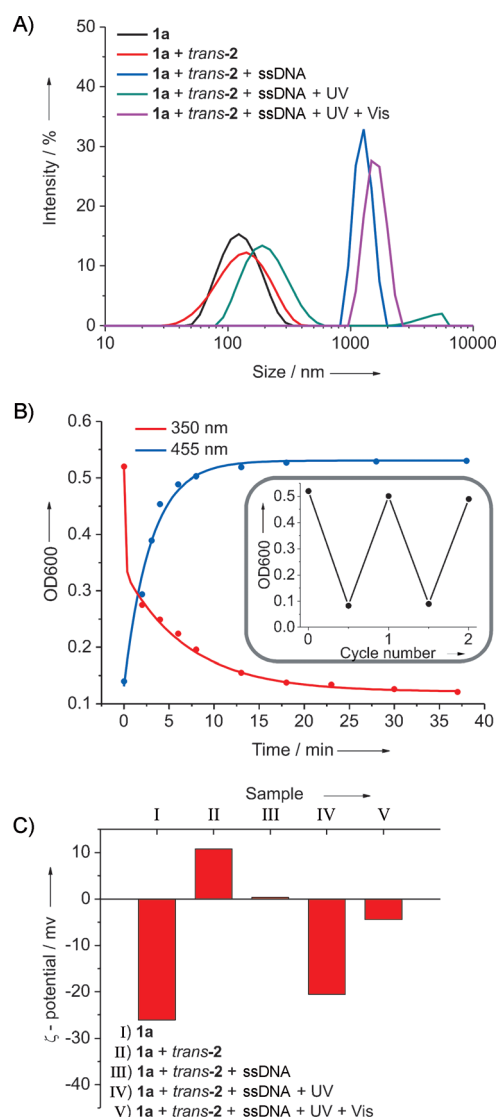 A)
1a
1a + trans-2
1a + trans-2 + ssDNA
1a + trans-2 + ssDNA + UV
1a + trans-2 + ssDNA + UV + Vis
Intensity / %
50
40
30
20
10
0
10
100
1000
10000
Size / nm
B)
350 nm
455 nm
OD600
0.6
0.5
0.4
0.3
0.2
0.1
0
5
10
15
20
25
30
35
40
Time / min
OD600
0.5
0.4
0.3
0.2
0.1
0.0
0
1
2
Cycle number
Sample
I
II
III
IV
V
C)
ζ - potential / mv
10
0
-10
-20
-30
-40
I) 1a
II) 1a + trans-2
III) 1a + trans-2 + ssDNA
IV) 1a + trans-2 + ssDNA + UV
V) 1a + trans-2 + ssDNA + UV + Vis